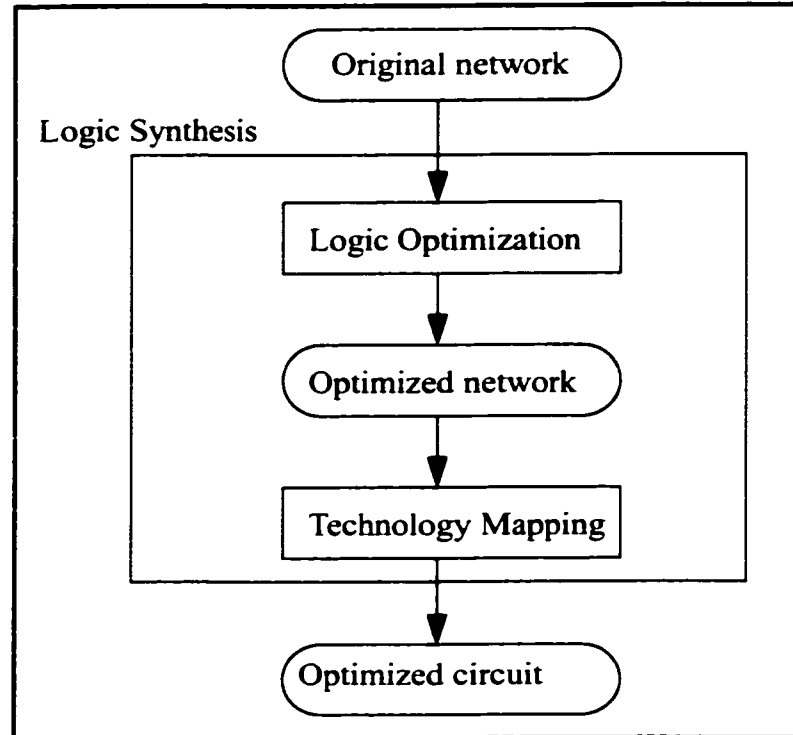 Original network
Logic Synthesis
Logic Optimization
Optimized network
Technology Mapping
Optimized circuit